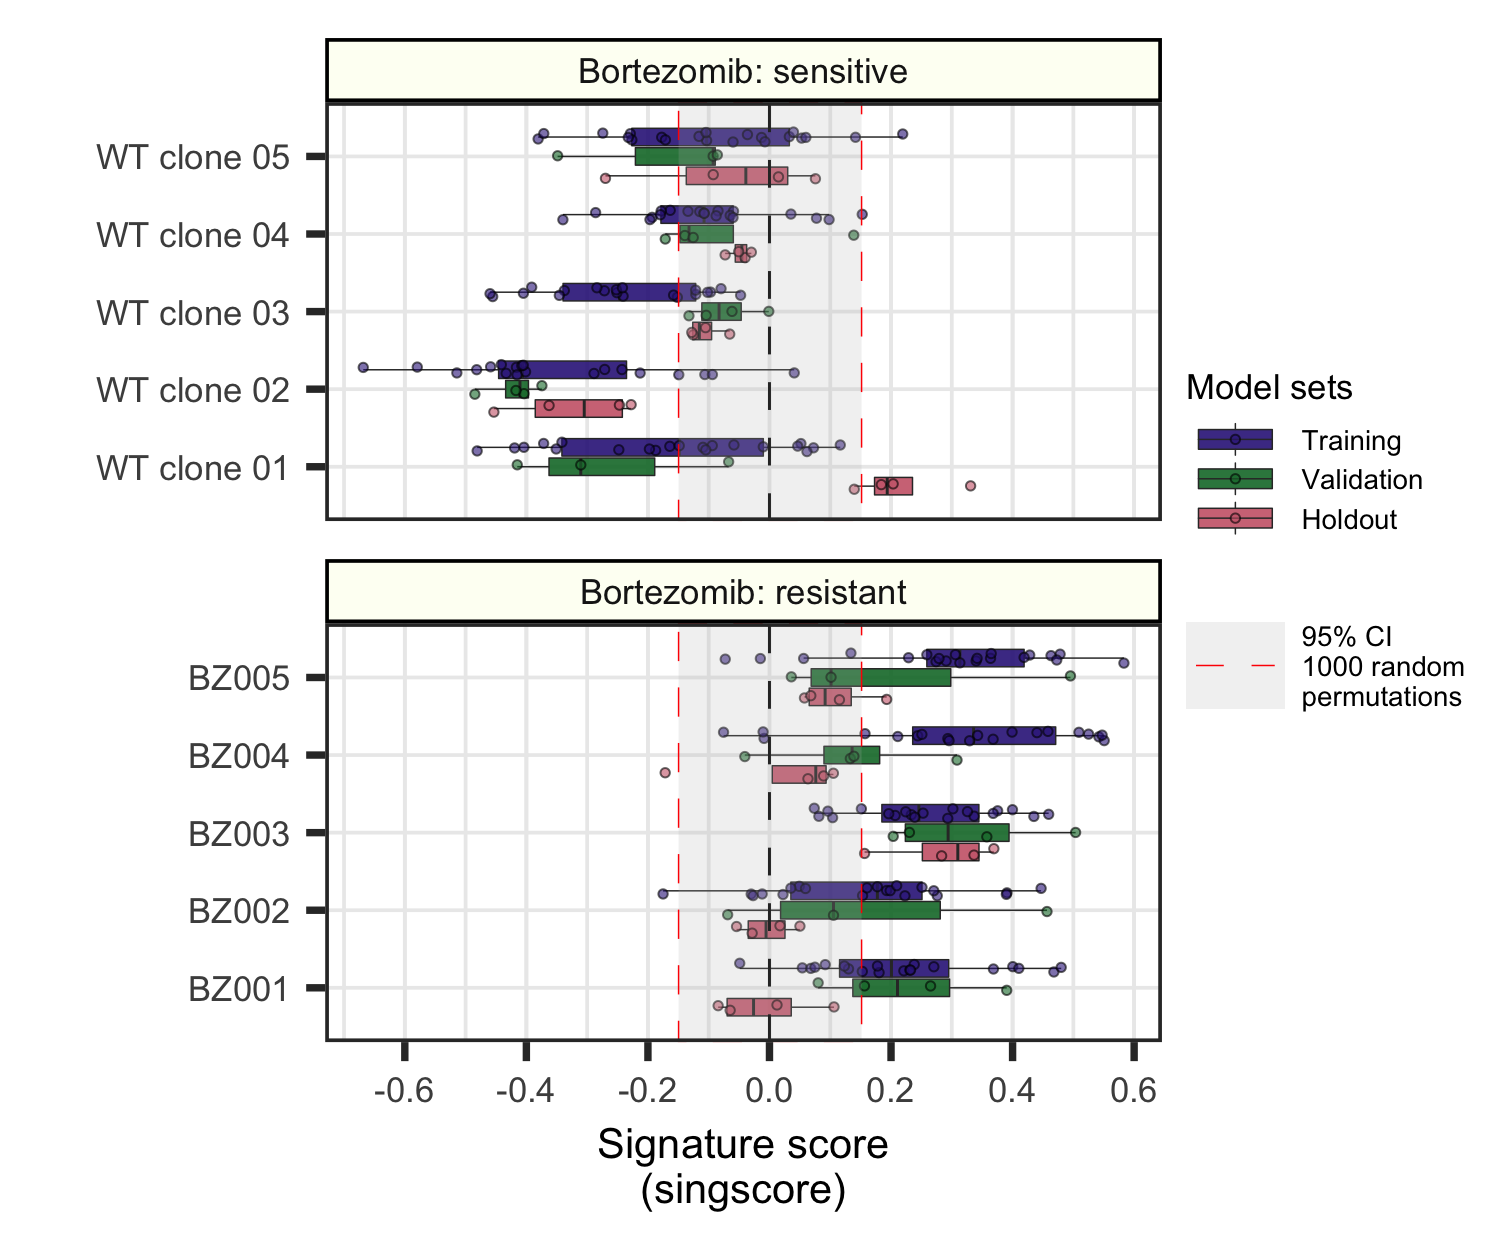 Bortezomib: sensitive
WT clone 05
WT clone 04
WT clone 03
WT clone 02
WT clone 01
Model sets
Training
Validation
Holdout
Bortezomib: resistant
BZ005
BZ004
BZ003
BZ002
BZ001
95% CI
1000 random
permutations
-0.6 -0.4 -0.2 0.0 0.2 0.4 0.6
Signature score
(singscore)